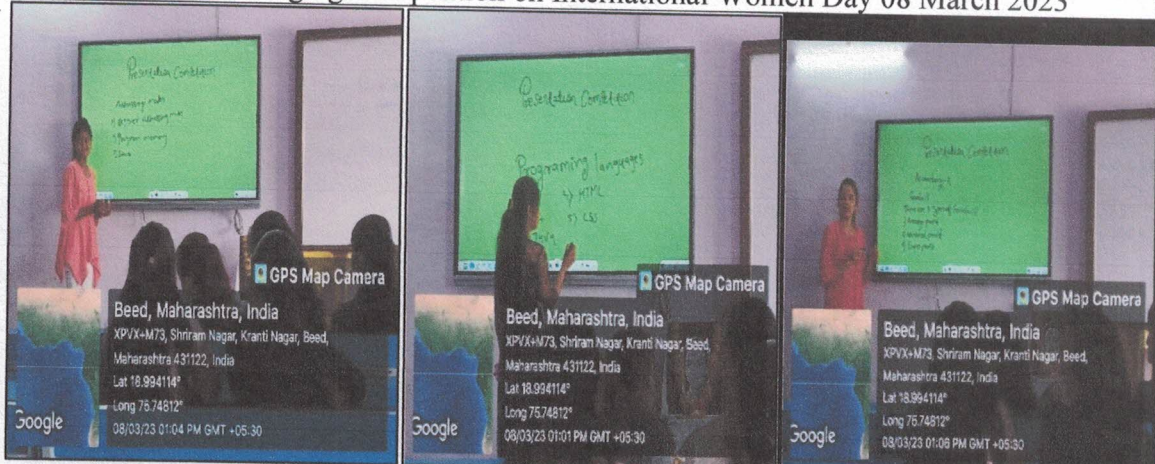 on International Women Day 08 March 2023
Presentation Competition
GPS Map Camera
Beed, Maharashtra, India
XPVX+M73, Shriram Nagar, Kranti Nagar, Beed,
Maharashtra 431122, India
Lat 18.994114°
Long 75.74812°
08/03/23 01:04 PM GMT +05:30
Google
Presentation Competition
Programing languages
HTML
CSS
Java
GPS Map Camera
Beed, Maharashtra, India
XPVX+M73, Shriram Nagar, Kranti Nagar, Beed,
Maharashtra 431122, India
Lat 18.994114°
Long 75.74812°
08/03/23 01:01 PM GMT +05:30
Google
Presentation Competition
GPS Map Camera
Beed, Maharashtra, India
XPVX+M73, Shriram Nagar, Kranti Nagar, Beed,
Maharashtra 431122, India
Lat 18.994114°
Long 75.74812°
08/03/23 01:06 PM GMT +05:30
Google